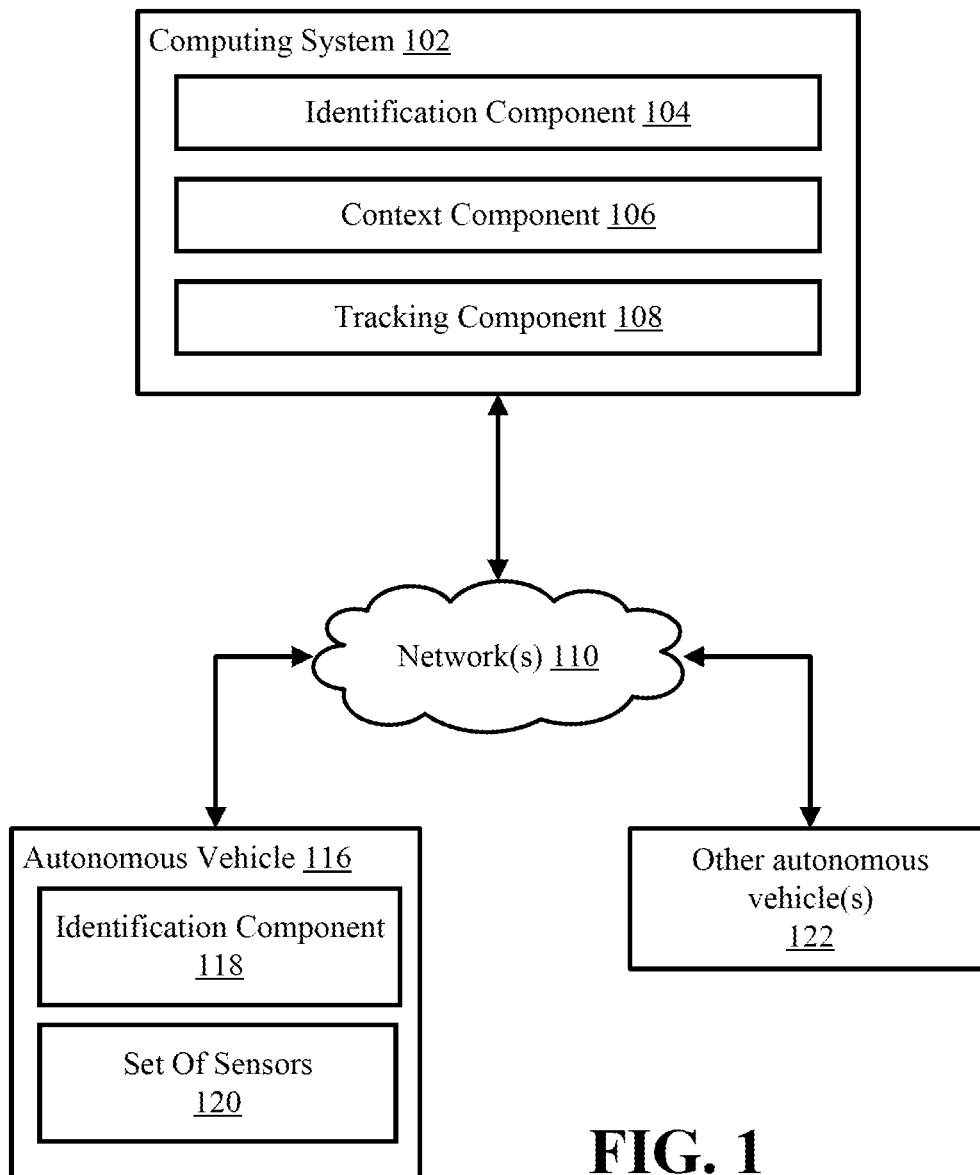 Computing System 102
Identification Component 104
Context Component 106
Tracking Component 108
Network(s) 110
Autonomous Vehicle 116
Identification Component
118
Set Of Sensors
120
Other autonomous
vehicle(s)
122
FIG. 1